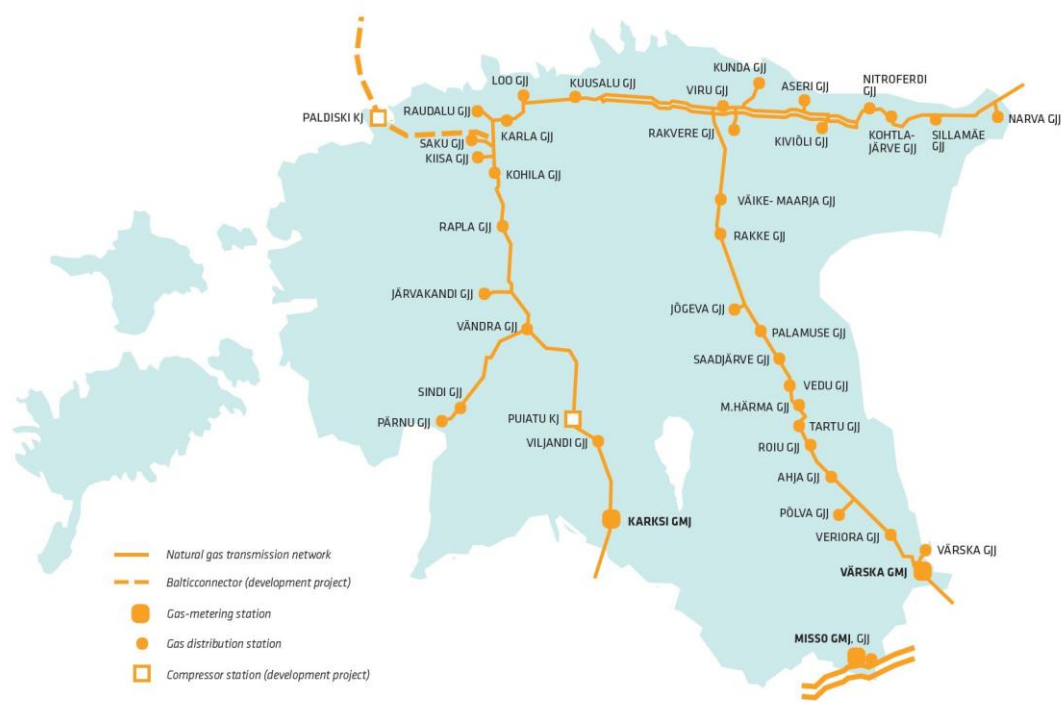 KUNDA GJJ
NITROFERDI
GJJ
LOO GJJ
KUUSALU GJJ
VIRU GJJ
ASERI GJJ
RAUDALU GJJ
PALDISKI KJ
KARLA GJJ
RAKVERE GJJ
KIVIÕLI GJJ
KOHTLA-
JÄRVE GJJ
SILLAMÄE
GJJ
NARVA GJJ
SAKU GJJ
KIISA GJJ
KOHILA GJJ
VÄIKE- MAARJA GJJ
RAPLA GJJ
RAKKE GJJ
JÄRVAKANDI GJJ
JÕGEVA GJJ
VÄNDRA GJJ
PALAMUSE GJJ
SAADJÄRVE GJJ
VEDU GJJ
SINDI GJJ
M.HÄRMA GJJ
PÄRNU GJJ
PUIATU KJ
TARTU GJJ
VILJANDI GJJ
ROIU GJJ
AHJA GJJ
PÕLVA GJJ
KARKSI GMJ
VERIORA GJJ
VÄRSKA GJJ
VÄRSKA GMJ
MISSO GMJ, GJJ
Natural gas transmission network
Balticconnector (development project)
Gas-metering station
Gas distribution station
Compressor station (development project)